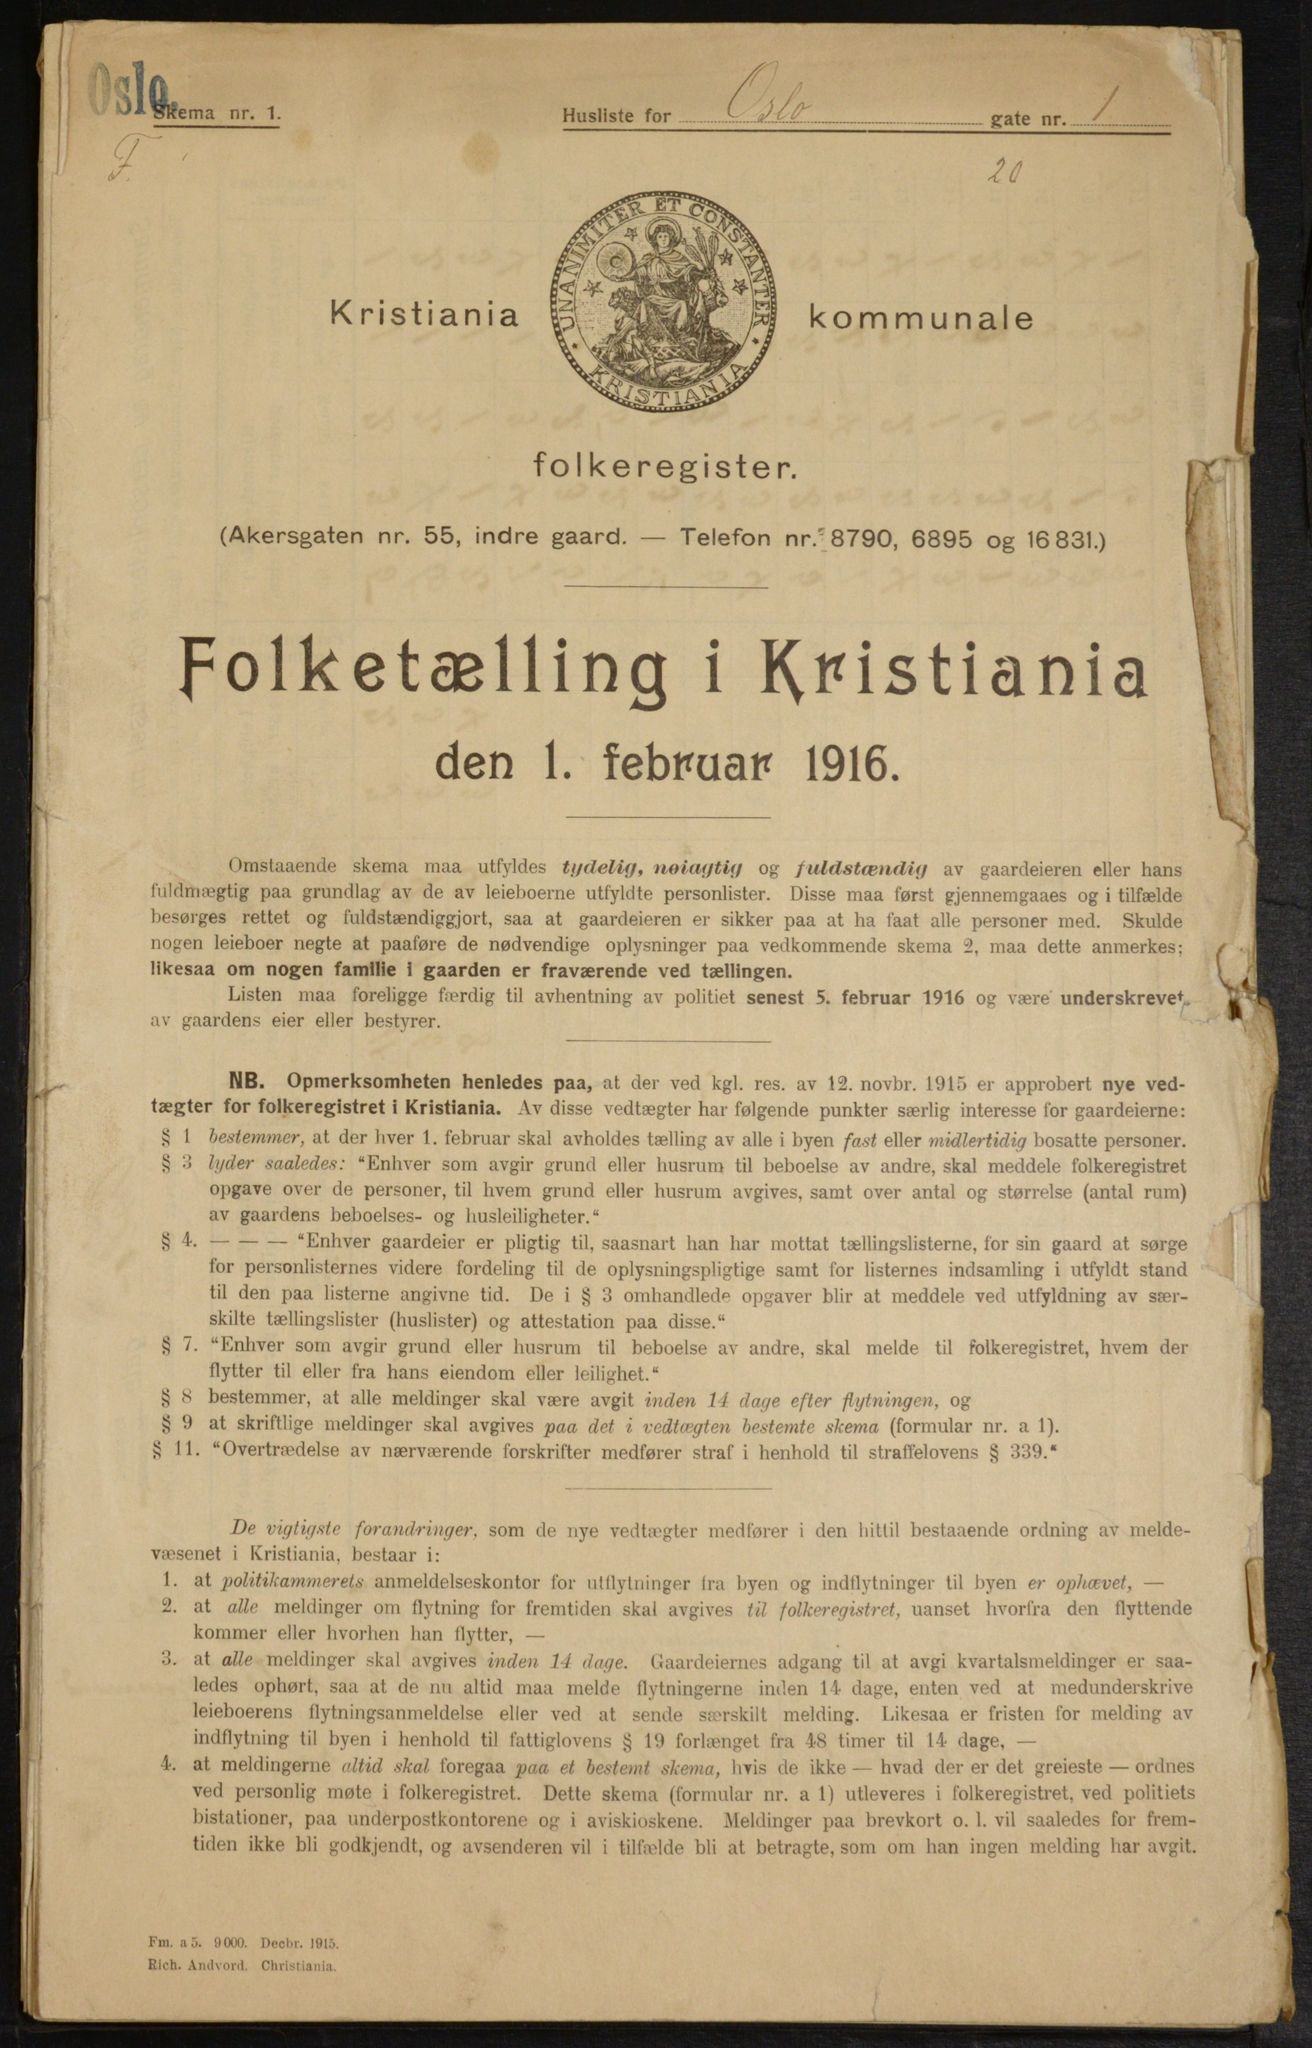 Oslo.
Skema nr. 1.
Husliste for Oslo gate nr. 1
F.
20
UNANIMITER ET CONSTANTER
KRISTIANIA
Kristiania kommunale
folkeregister.
(Akersgaten nr. 55, indre gaard. — Telefon nr. 8790, 6895 og 16 831.)
Folketælling i Kristiania
den 1. februar 1916.
Omstaaende skema maa utfyldes tydelig, nøiagtig og fuldstændig av gaardeieren eller hans
fuldmægtig paa grundlag av de av leieboerne utfyldte personlister. Disse maa først gjennemgaaes og i tilfælde
besørges rettet og fuldstændiggjort, saa at gaardeieren er sikker paa at ha faat alle personer med. Skulde
nogen leieboer negte at paaføre de nødvendige oplysninger paa vedkommende skema 2, maa dette anmerkes;
likesaa om nogen familie i gaarden er fraværende ved tællingen.
Listen maa foreligge færdig til avhentning av politiet senest 5. februar 1916 og være underskrevet
av gaardens eier eller bestyrer.
NB. Opmerksomheten henledes paa, at der ved kgl. res. av 12. novbr. 1915 er approbert nye ved-
tægter for folkeregistret i Kristiania. Av disse vedtægter har følgende punkter særlig interesse for gaardeierne:
§ 1 bestemmer, at der hver 1. februar skal avholdes tælling av alle i byen fast eller midlertidig bosatte personer.
§ 3 lyder saaledes: “Enhver som avgir grund eller husrum til beboelse av andre, skal meddele folkeregistret
opgave over de personer, til hvem grund eller husrum avgives, samt over antal og størrelse (antal rum)
av gaardens beboelses- og husleiligheter.“
§ 4. — — — “Enhver gaardeier er pligtig til, saasnart han har mottat tællingslisterne, for sin gaard at sørge
for personlisternes videre fordeling til de oplysningspligtige samt for listernes indsamling i utfyldt stand
til den paa listerne angivne tid. De i § 3 omhandlede opgaver blir at meddele ved utfyldning av sær-
skilte tællingslister (huslister) og attestation paa disse.“
§ 7. “Enhver som avgir grund eller husrum til beboelse av andre, skal melde til folkeregistret, hvem der
flytter til eller fra hans eiendom eller leilighet.“
§ 8 bestemmer, at alle meldinger skal være avgit inden 14 dage efter flytningen, og
§ 9 at skriftlige meldinger skal avgives paa det i vedtægten bestemte skema (formular nr. a 1).
§ 11. “Overtrædelse av nærværende forskrifter medfører straf i henhold til straffelovens § 339.“
De vigtigste forandringer, som de nye vedtægter medfører i den hittil bestaaende ordning av melde-
væsenet i Kristiania, bestaar i:
1. at politikammerets anmeldelseskontor for utflytninger fra byen og indflytninger til byen er ophævet, —
2. at alle meldinger om flytning for fremtiden skal avgives til folkeregistret, uanset hvorfra den flyttende
kommer eller hvorhen han flytter, —
3. at alle meldinger skal avgives inden 14 dage. Gaardeiernes adgang til at avgi kvartalsmeldinger er saa-
ledes ophørt, saa at de nu altid maa melde flytningerne inden 14 dage, enten ved at medunderskrive
leieboerens flytningsanmeldelse eller ved at sende særskilt melding. Likesaa er fristen for melding av
indflytning til byen i henhold til fattiglovens § 19 forlænget fra 48 timer til 14 dage, —
4. at meldingerne altid skal foregaa paa et bestemt skema, hvis de ikke — hvad der er det greieste — ordnes
ved personlig møte i folkeregistret. Dette skema (formular nr. a 1) utleveres i folkeregistret, ved politiets
bistationer, paa underpostkontorene og i aviskioskene. Meldinger paa brevkort o. l. vil saaledes for frem-
tiden ikke bli godkjendt, og avsenderen vil i tilfælde bli at betragte, som om han ingen melding har avgit.
Fm. a 5. 9 000. Decbr. 1915.
Rich. Andvord. Christiania.